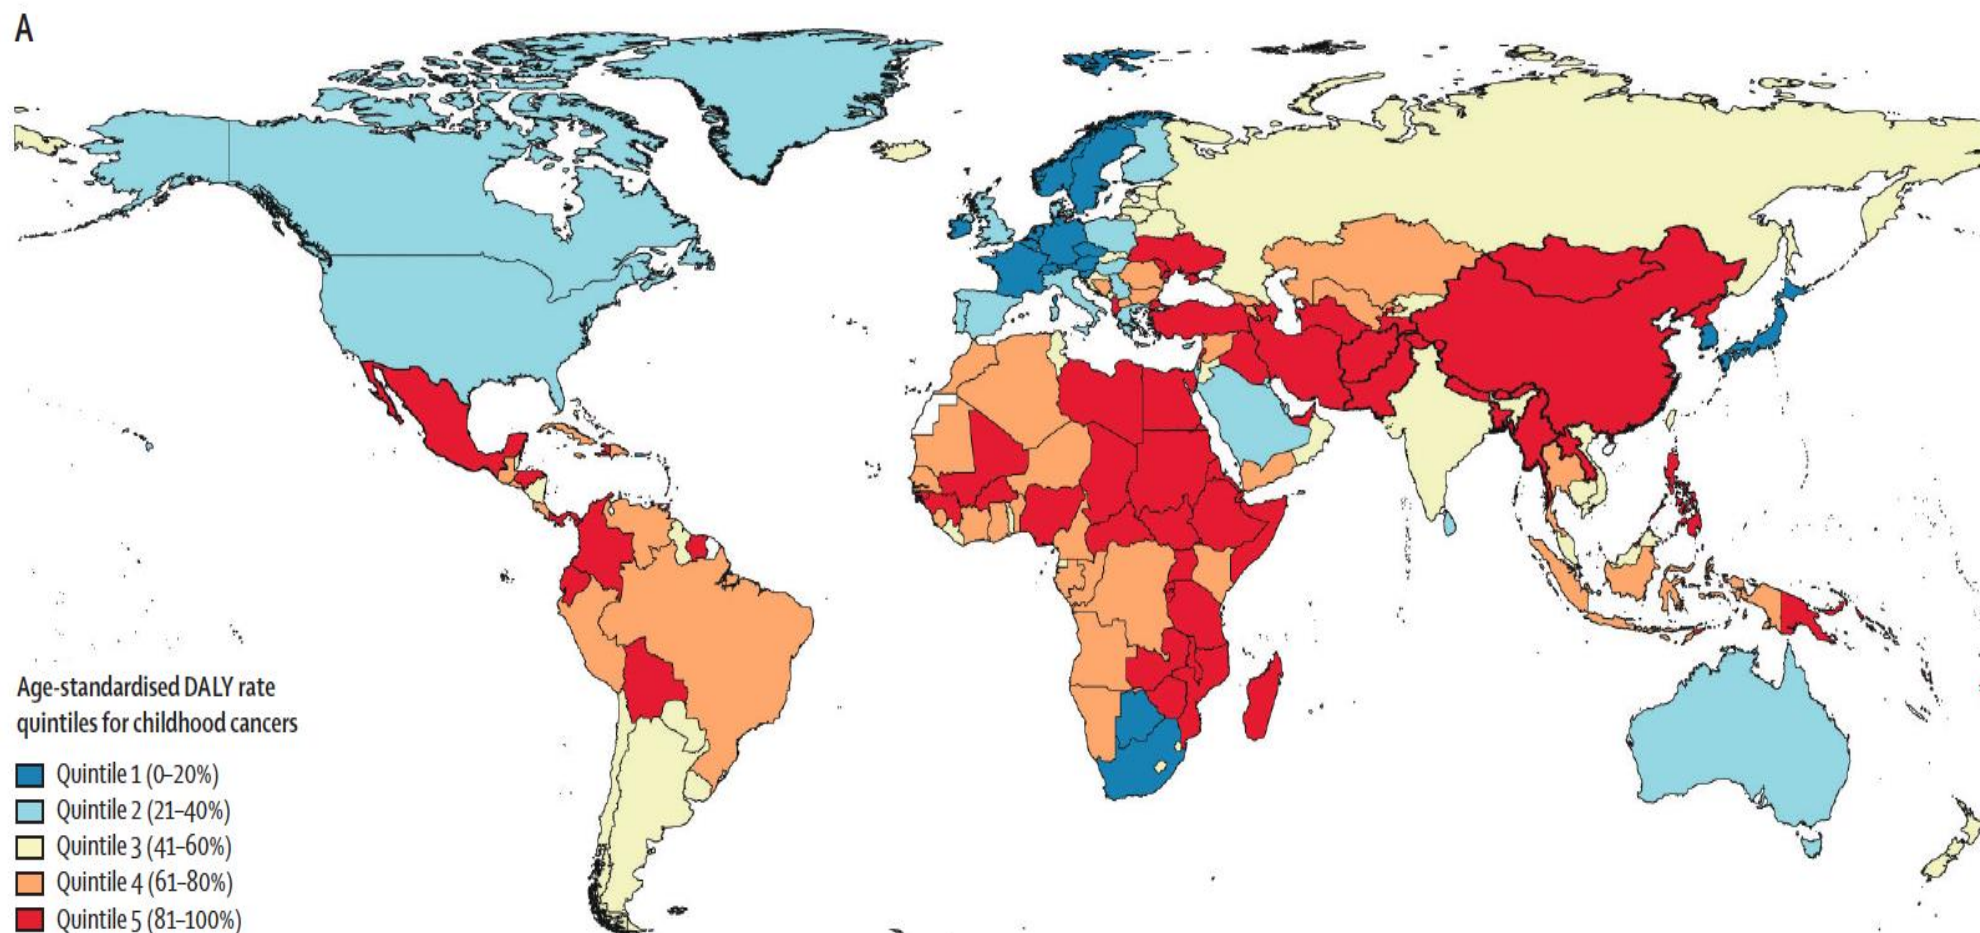 A
Age-standardised DALY rate
quintiles for childhood cancers
Quintile 1 (0–20%)
Quintile 2 (21–40%)
Quintile 3 (41–60%)
Quintile 4 (61–80%)
Quintile 5 (81–100%)